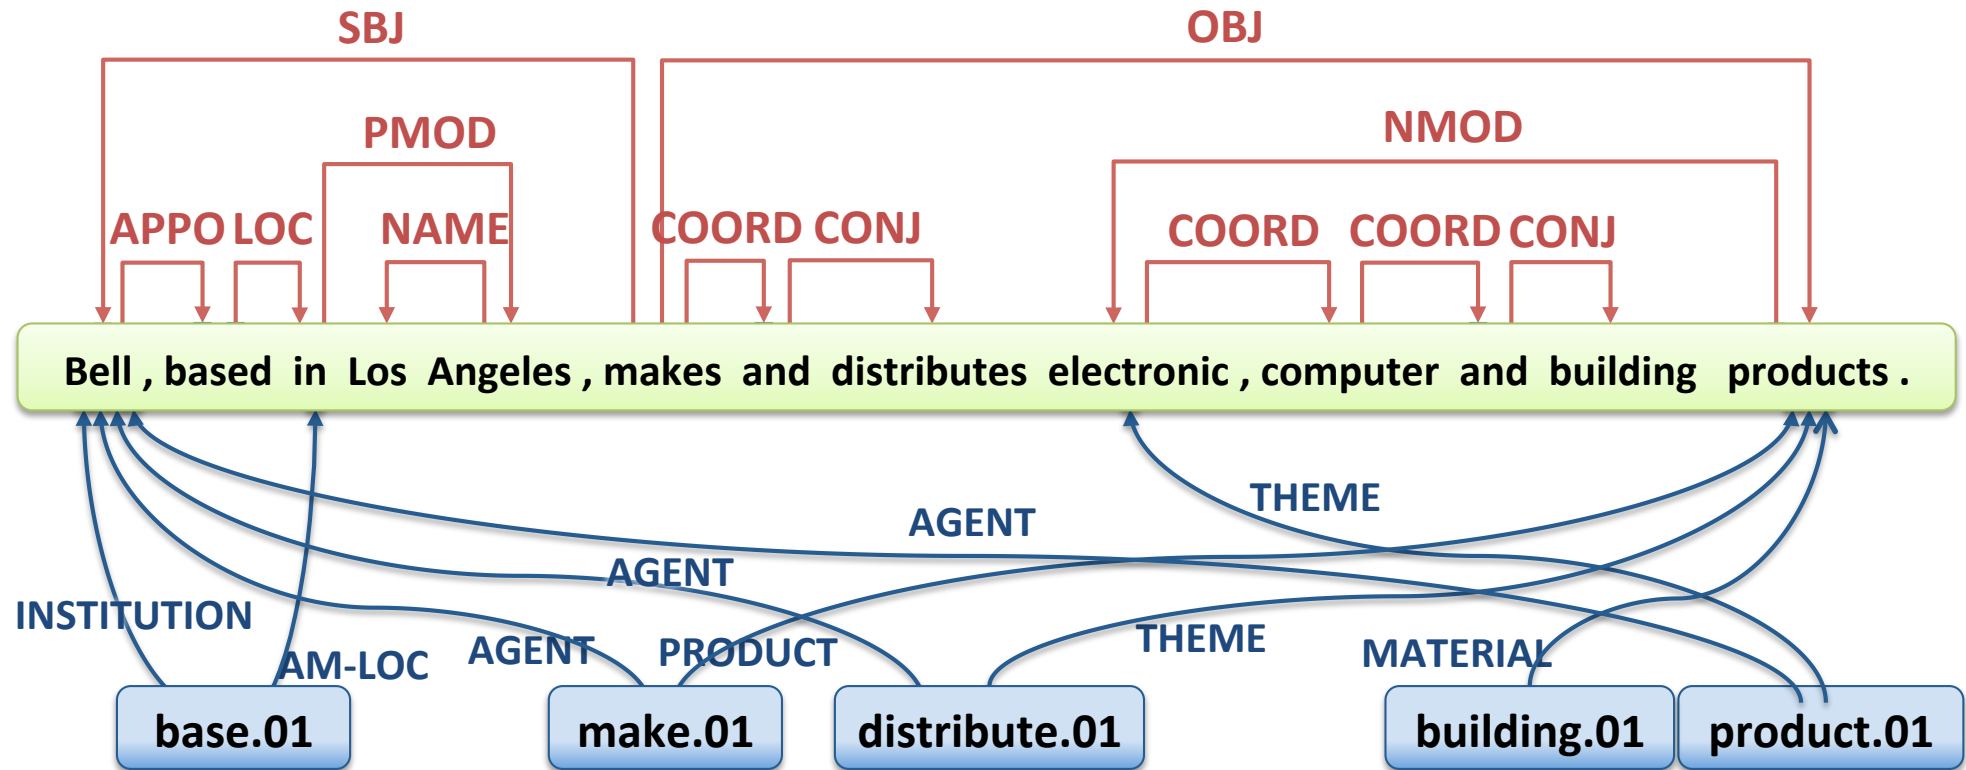 SBJ OBJ
PMOD NMOD
APPO LOC NAME COORD CONJ COORD COORD CONJ
Bell , based in Los Angeles , makes and distributes electronic , computer and building products .
THEME
AGENT
AGENT
INSTITUTION
AGENT PRODUCT THEME MATERIAL
AM-LOC
base.01 make.01 distribute.01 building.01 product.01